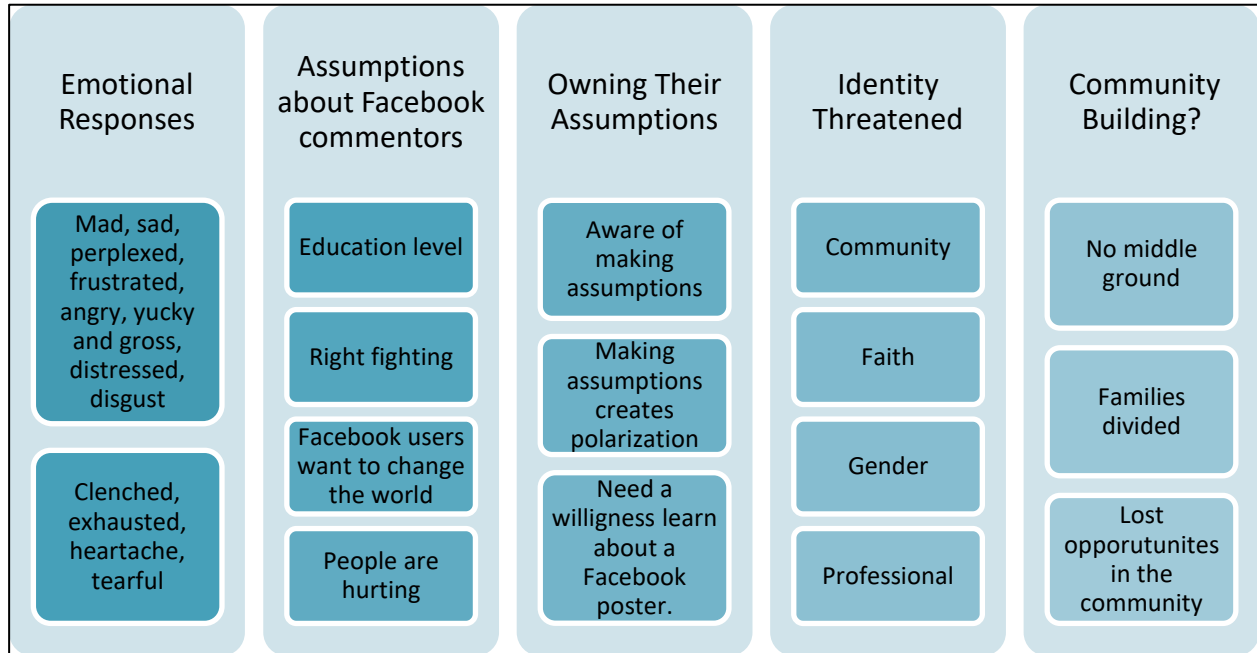 Emotional
Responses
Mad, sad,
perplexed,
frustrated,
angry, yucky
and gross,
distressed,
disgust
Clenched,
exhausted,
heartache,
tearful
Assumptions
about Facebook
commentors
Education level
Right fighting
Facebook users
want to change
the world
People are
hurting
Owning Their
Assumptions
Aware of
making
assumptions
Making
assumptions
creates
polarization
Need a
willigness learn
about a
Facebook
poster.
Identity
Threatened
Community
Faith
Gender
Professional
Community
Building?
No middle
ground
Families
divided
Lost
opporutunites
in the
community